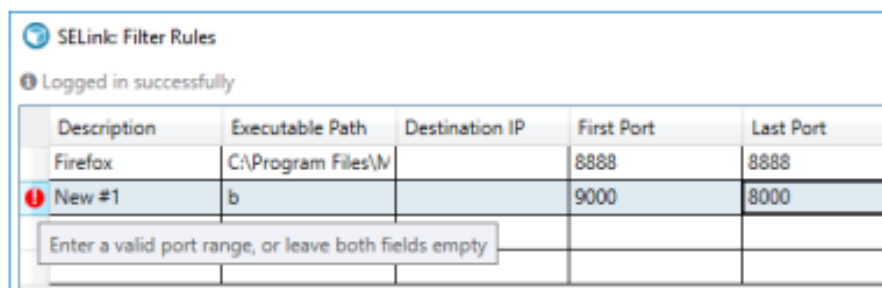 SELink: Filter Rules
Logged in successfully
Description Executable Path Destination IP First Port Last Port
Firefox C:\Program Files\M 8888 8888
New #1 b 9000 8000
Enter a valid port range, or leave both fields empty